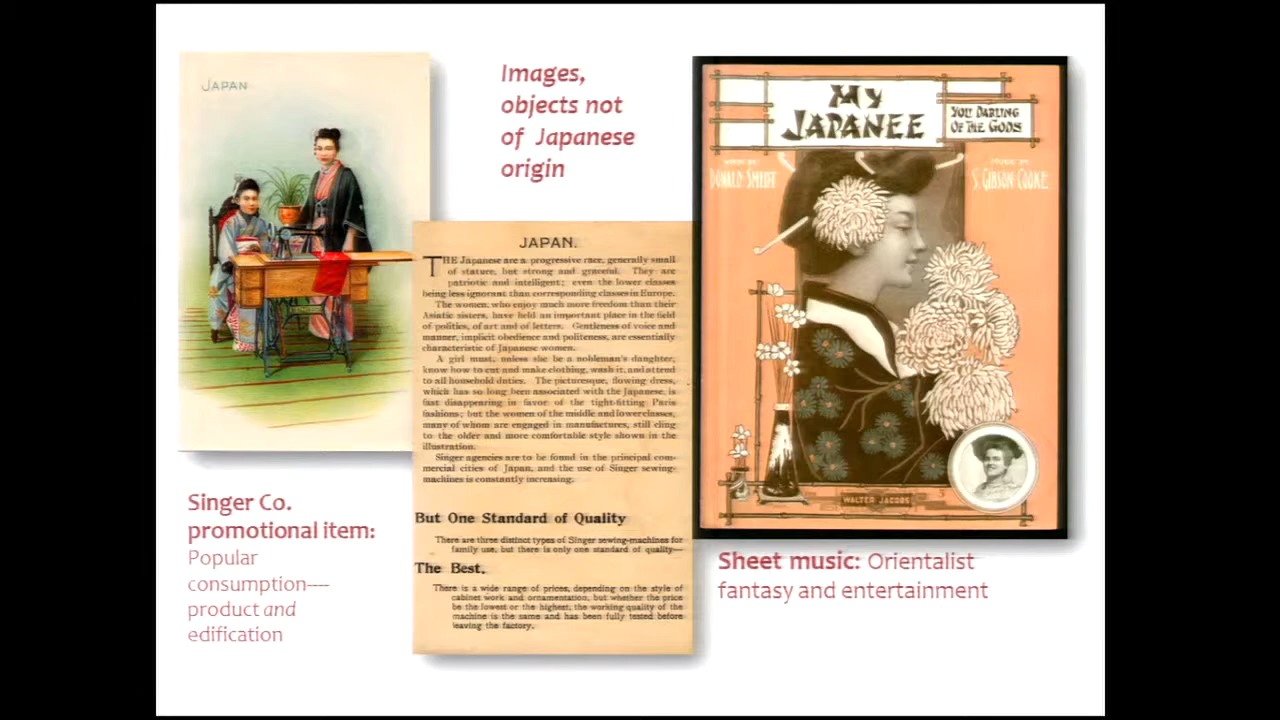 JAPAN
Images,
objects not
of Japanese
origin
Singer Co.
promotional item:
Popular
consumption—
product and
edification
JAPAN.
THE Japanese are a progressive race, generally small
of stature, but strong and graceful. They are
patriotic and intelligent; even the lower classes
being less ignorant than corresponding classes in Europe.
The women, who enjoy much more freedom than their
Asiatic sisters, have held an important place in the field
of politics, of art and of letters. Gentleness of voice and
manner, implicit obedience and politeness, are essentially
characteristic of Japanese women.
A girl must, unless she be a nobleman's daughter,
know how to cut and make clothing, wash it, and attend
to all household duties. The picturesque, flowing dress,
which has so long been associated with the Japanese, is
fast disappearing in favor of the tight-fitting Paris
fashions; but the women of the middle and lower classes,
many of whom are engaged in manufactures, still cling
to the older and more comfortable style shown in the
illustration.
Singer agencies are to be found in the principal com-
mercial cities of Japan, and the use of Singer sewing-
machines is constantly increasing.
But One Standard of Quality
There are three distinct types of Singer sewing-machines for
family use, but there is only one standard of quality—
The Best.
There is a wide range of prices, depending on the style of
cabinet work and ornamentation, but whether the price
be the lowest or the highest, the working quality of the
machine is the same and has been fully tested before
leaving the factory.
My
JAPANEE
YOU DARLING
OF THE GODS
WORDS BY
DONALD SMYDT
MUSIC BY
S. GIBSON COOKE
WALTER JACOBS
5
Sheet music: Orientalist
fantasy and entertainment